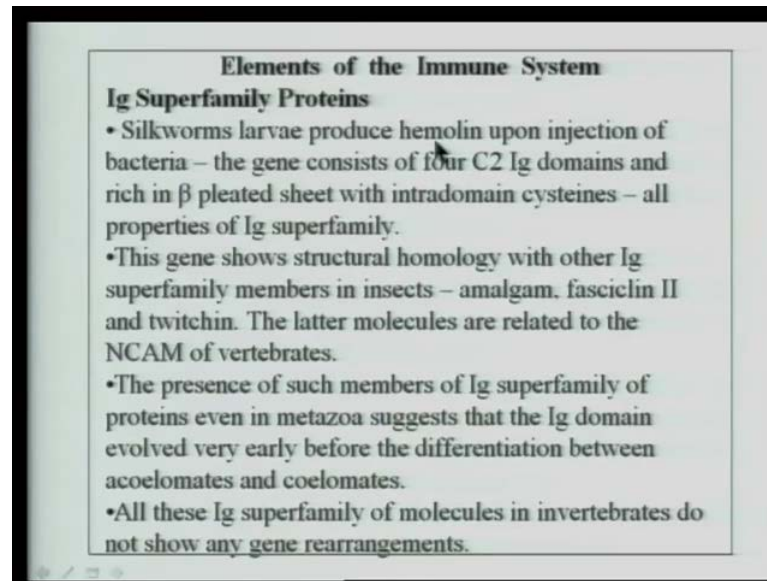 Elements of the Immune System
Ig Superfamily Proteins
• Silkworms larvae produce hemolin upon injection of
bacteria – the gene consists of four C2 Ig domains and
rich in β pleated sheet with intradomain cysteines – all
properties of Ig superfamily.
•This gene shows structural homology with other Ig
superfamily members in insects – amalgam, fasciclin II
and twitchin. The latter molecules are related to the
NCAM of vertebrates.
•The presence of such members of Ig superfamily of
proteins even in metazoa suggests that the Ig domain
evolved very early before the differentiation between
acoelomates and coelomates.
•All these Ig superfamily of molecules in invertebrates do
not show any gene rearrangements.